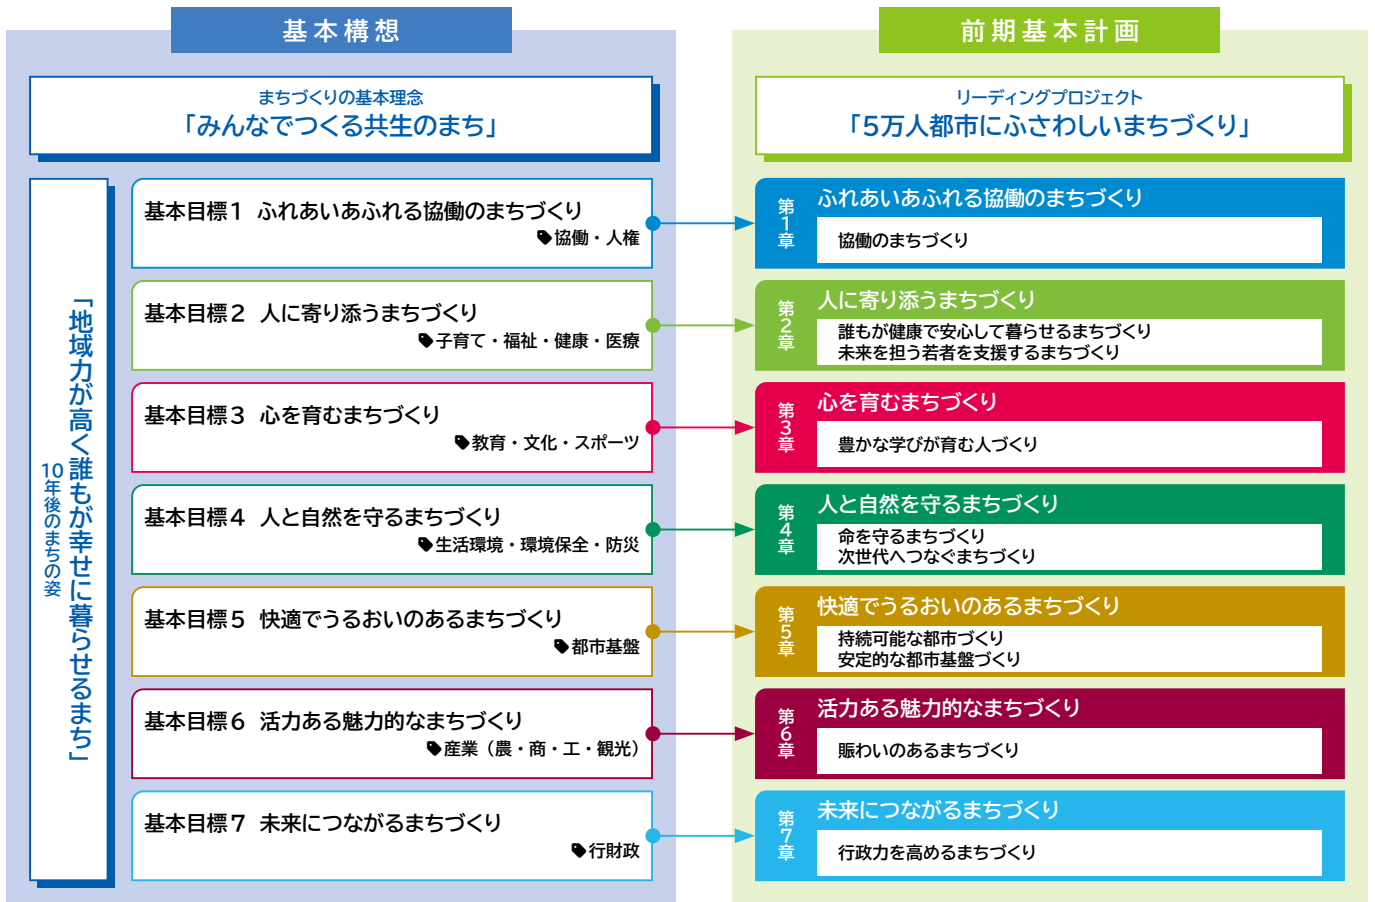 基本構想
まちづくりの基本理念
「みんなでつくる共生のまち」
「地域力が高く誰もが幸せに暮らせるまち」
10年後のまちの姿
基本目標1 ふれあいあふれる協働のまちづくり
協働・人権
基本目標2 人に寄り添うまちづくり
子育て・福祉・健康・医療
基本目標3 心を育むまちづくり
教育・文化・スポーツ
基本目標4 人と自然を守るまちづくり
生活環境・環境保全・防災
基本目標5 快適でうるおいのあるまちづくり
都市基盤
基本目標6 活力ある魅力的なまちづくり
産業（農・商・工・観光）
基本目標7 未来につながるまちづくり
行財政
前期基本計画
リーディングプロジェクト
「5万人都市にふさわしいまちづくり」
第1章
ふれあいあふれる協働のまちづくり
協働のまちづくり
第2章
人に寄り添うまちづくり
誰もが健康で安心して暮らせるまちづくり
未来を担う若者を支援するまちづくり
第3章
心を育むまちづくり
豊かな学びが育む人づくり
第4章
人と自然を守るまちづくり
命を守るまちづくり
次世代へつなぐまちづくり
第5章
快適でうるおいのあるまちづくり
持続可能な都市づくり
安定的な都市基盤づくり
第6章
活力ある魅力的なまちづくり
賑わいのあるまちづくり
第7章
未来につながるまちづくり
行政力を高めるまちづくり